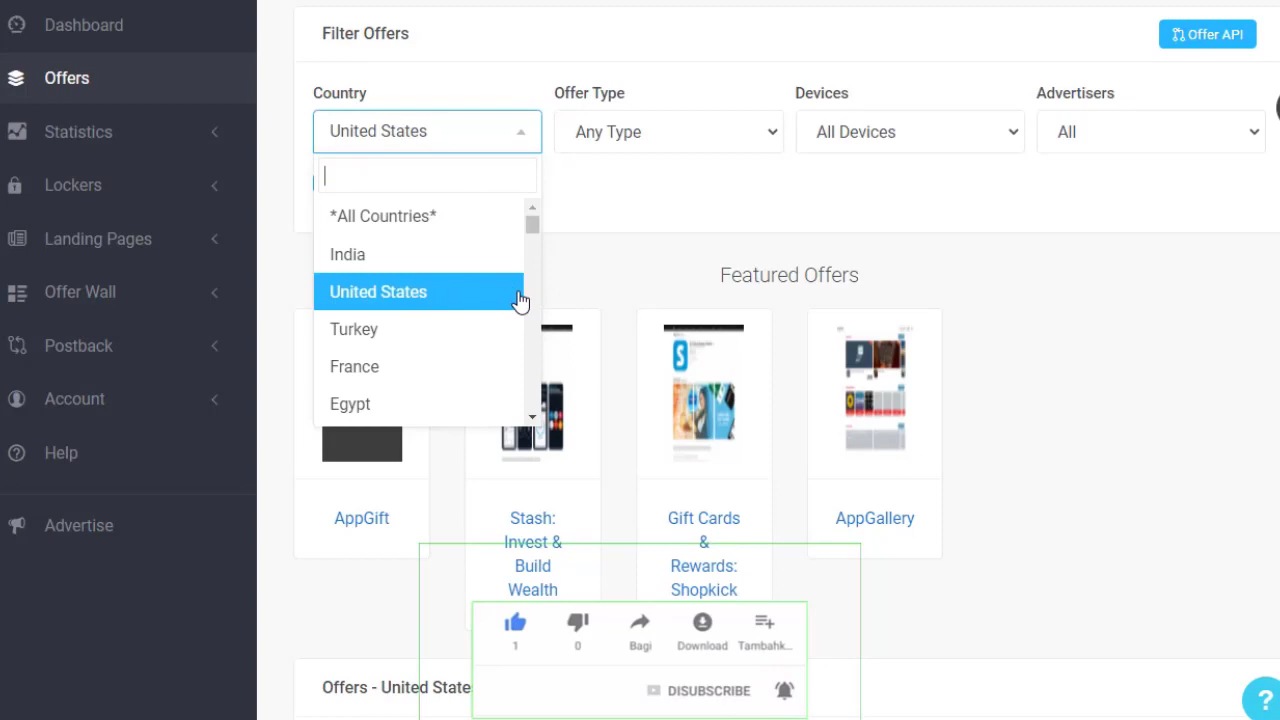 Dashboard
Offers
Statistics
Lockers
Landing Pages
Offer Wall
Postback
Account
Help
Advertise
Filter Offers
Offer API
Country
Offer Type
Devices
Advertisers
United States
Any Type
All Devices
All
*All Countries*
India
United States
Turkey
France
Egypt
Featured Offers
AppGift
Stash:
Invest &
Build
Wealth
Gift Cards
&
Rewards:
Shopkick
AppGallery
1
0
Bagi
Download
Tambahk...
DISUBSCRIBE
Offers - United State
?